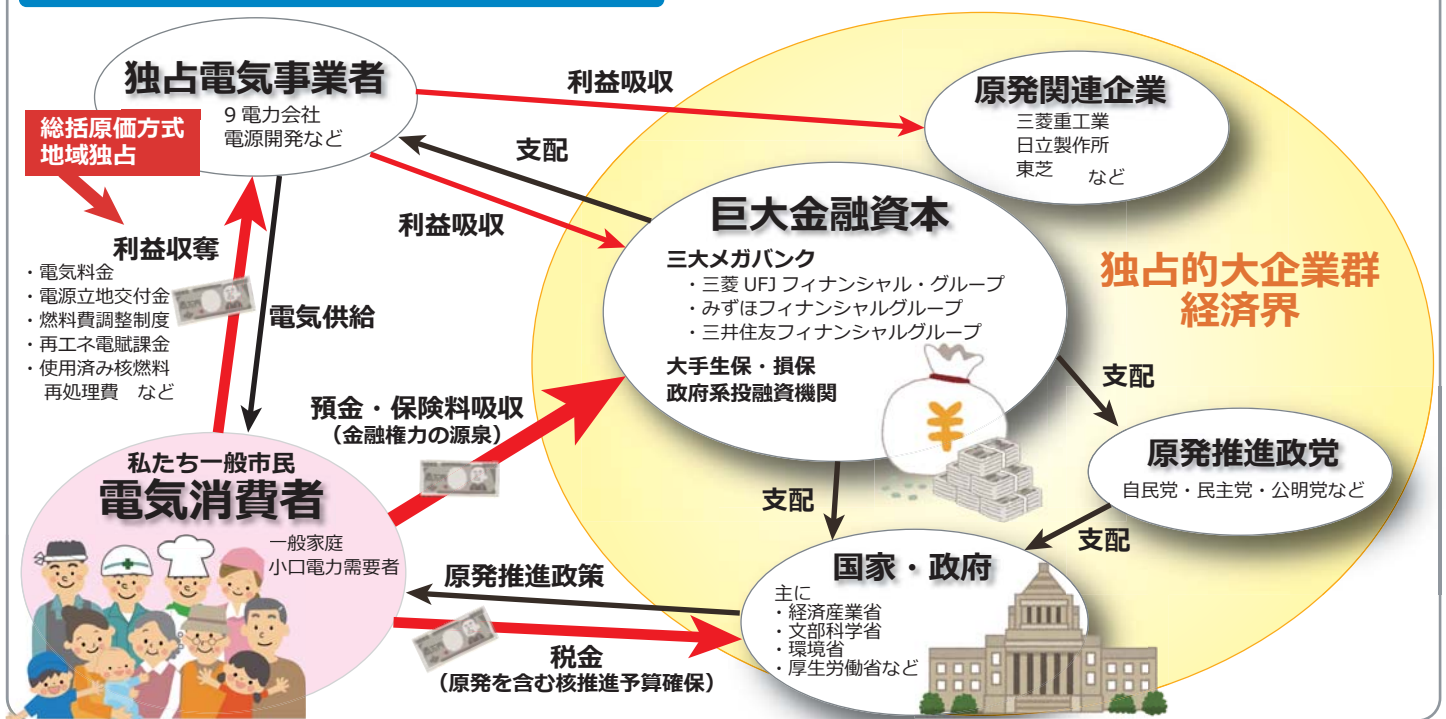 独占電気事業者
9 電力会社
電源開発など
総括原価方式
地域独占
利益吸収
原発関連企業
三菱重工業
日立製作所
東芝 など
支配
利益吸収
巨大金融資本
三大メガバンク
・三菱 UFJ フィナンシャル・グループ
・みずほフィナンシャルグループ
・三井住友フィナンシャルグループ
大手生保・損保
政府系投融資機関
独占的大企業群
経済界
利益収奪
・電気料金
・電源立地交付金
・燃料費調整制度
・再エネ電賦課金
・使用済み核燃料
再処理費 など
電気供給
預金・保険料吸収
（金融権力の源泉）
支配
原発推進政党
自民党・民主党・公明党など
支配
支配
私たち一般市民
電気消費者
一般家庭
小口電力需要者
原発推進政策
国家・政府
主に
・経済産業省
・文部科学省
・環境省
・厚生労働省など
税金
（原発を含む核推進予算確保）
¥